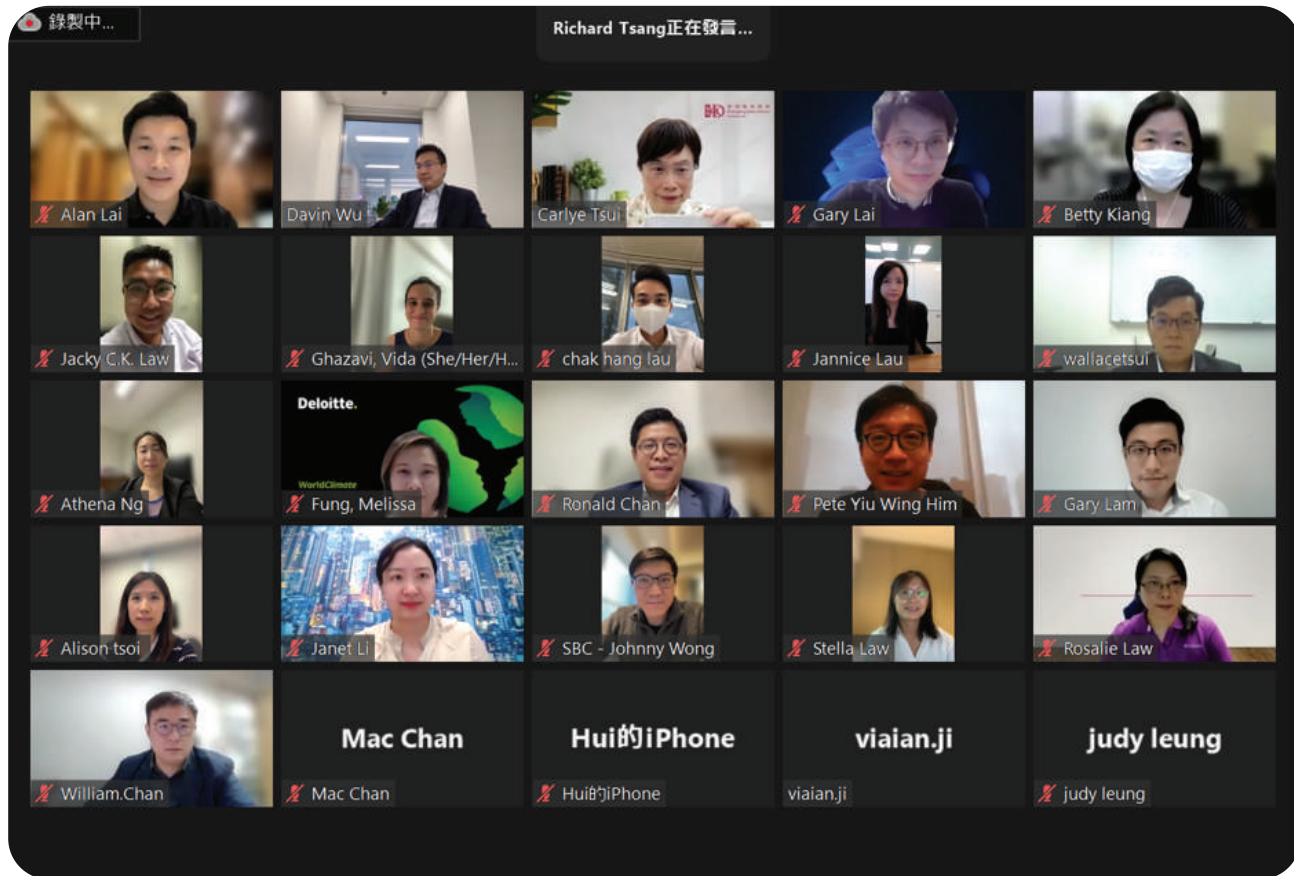 錄製中...
Richard Tsang正在發言...
Alan Lai
Davin Wu
Carlye Tsui
Gary Lai
Betty Kiang
Jacky C.K. Law
Ghazavi, Vida (She/Her/H...
chak hang lau
Jannice Lau
wallacetsui
Athena Ng
Deloitte.
WorldClimate
Fung, Melissa
Ronald Chan
Pete Yiu Wing Him
Gary Lam
Alison tsoi
Janet Li
SBC - Johnny Wong
Stella Law
Rosalie Law
William.Chan
Mac Chan
Mac Chan
Hui的iPhone
Hui的iPhone
viaian.ji
viaian.ji
judy leung
judy leung